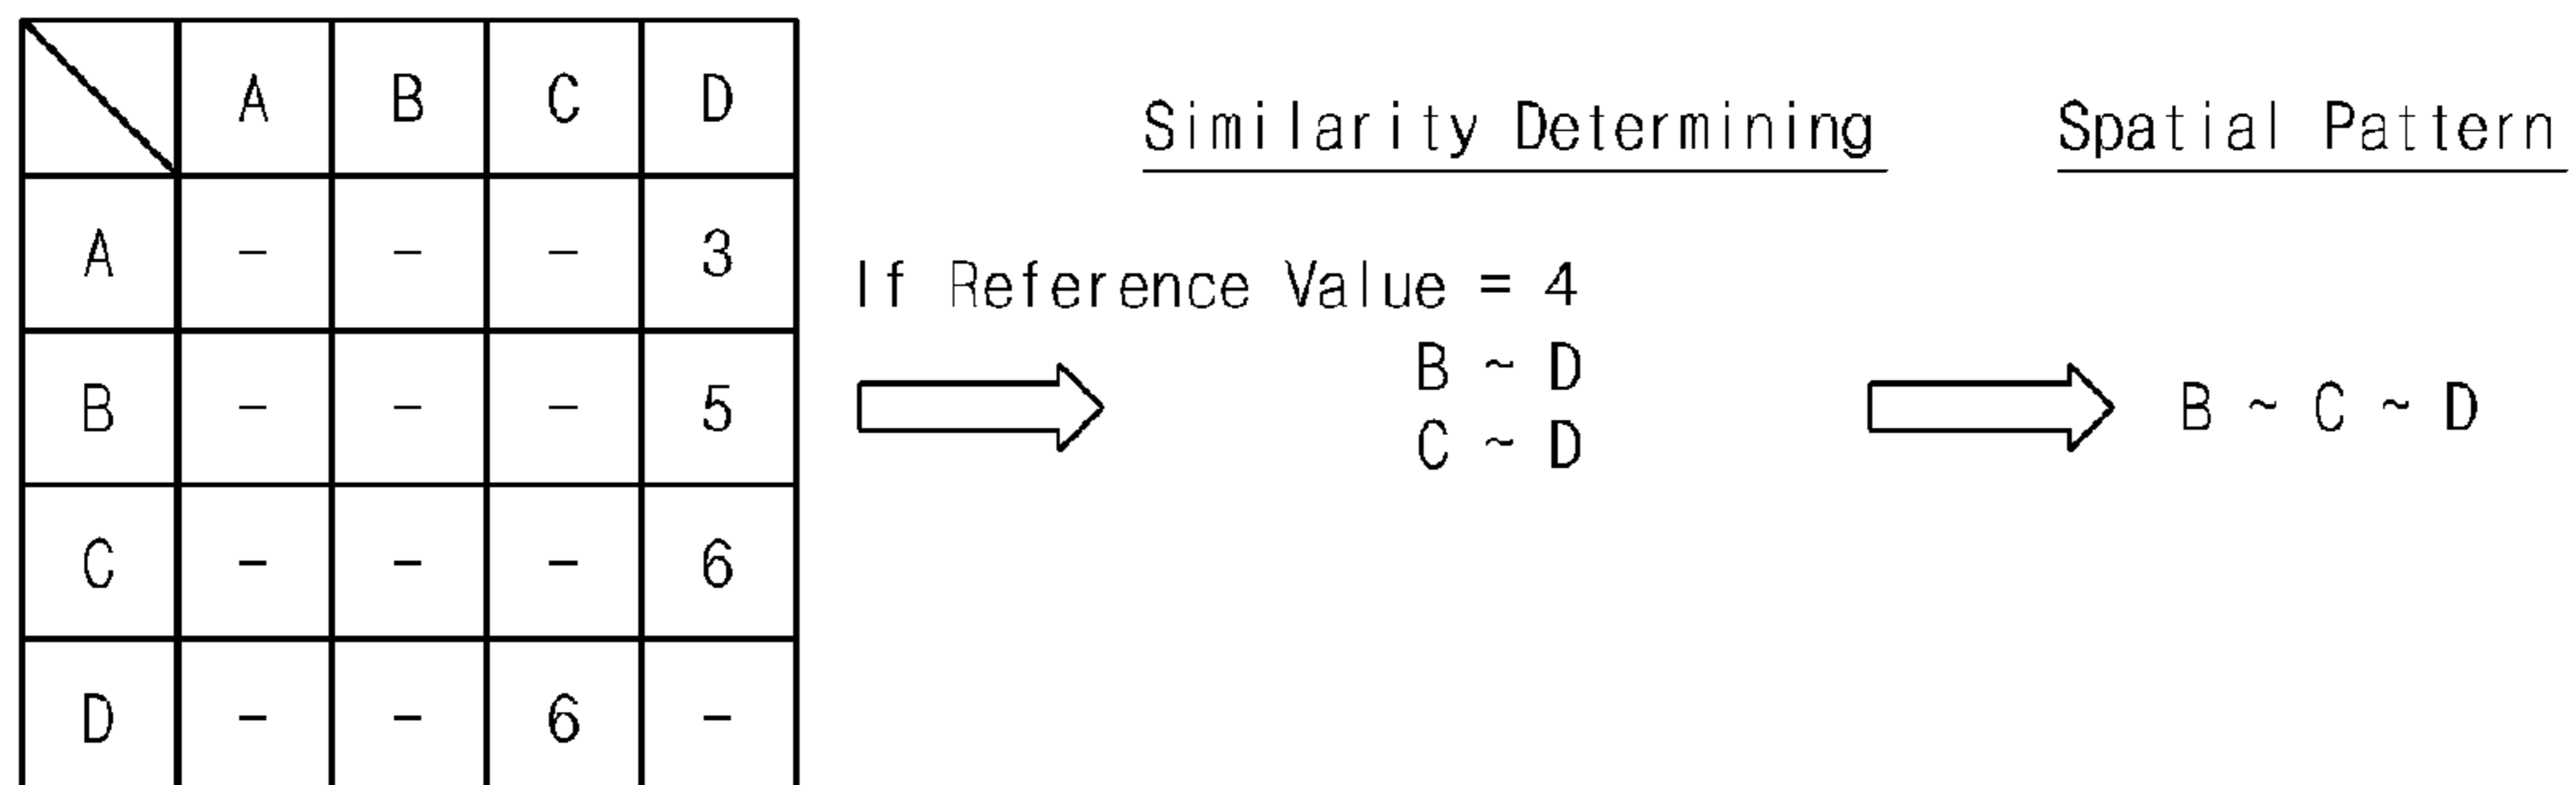 A B C D
Similarity Determining
Spatial Pattern
A - - - 3
If Reference Value = 4
B - - - 5
B ~ D
C ~ D
B ~ C ~ D
C - - - 6
D - - 6 -